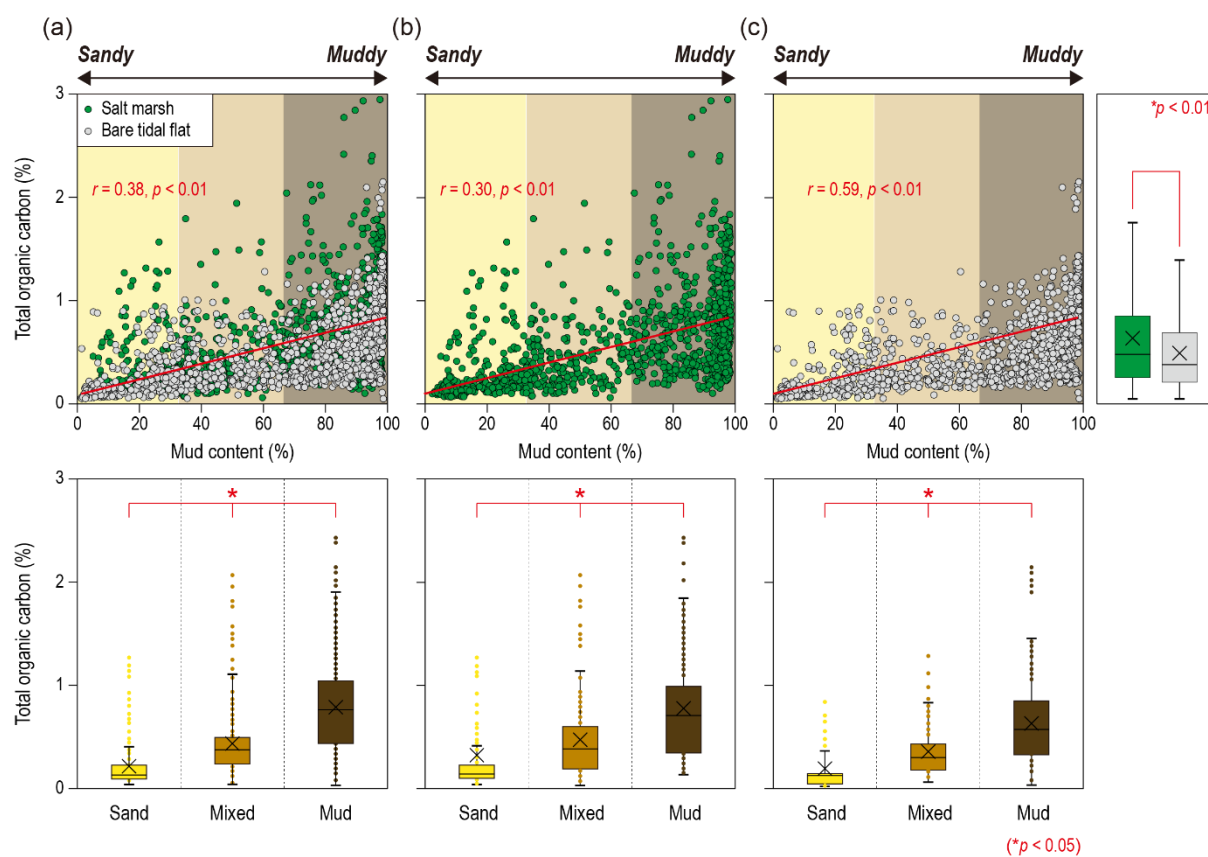 (a)
(b)
(c)
Sandy Muddy
Sandy Muddy
Sandy Muddy
Total organic carbon (%)
3
2
1
0
Salt marsh
Bare tidal flat
r = 0.38, p < 0.01
r = 0.30, p < 0.01
r = 0.59, p < 0.01
*p < 0.01
0 20 40 60 80 100
Mud content (%)
0 20 40 60 80 100
Mud content (%)
0 20 40 60 80 100
Mud content (%)
Total organic carbon (%)
3
2
1
0
*
*
*
Sand Mixed Mud
Sand Mixed Mud
Sand Mixed Mud
(*p < 0.05)